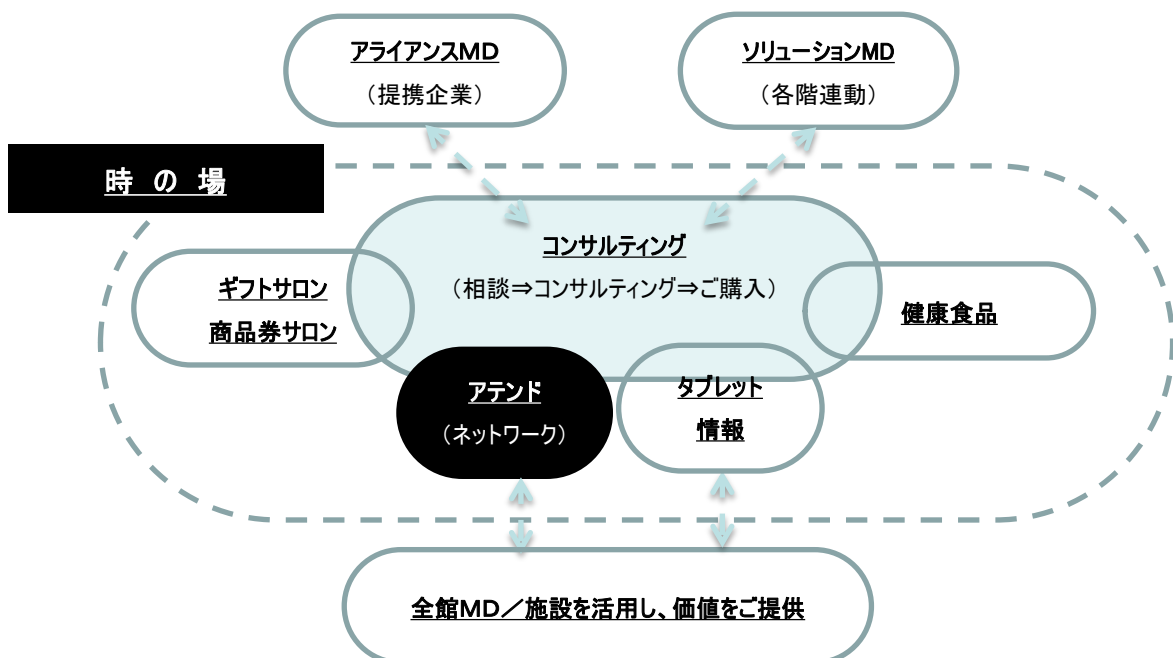 アライアンスMD
（提携企業）
ソリューションMD
（各階連動）
時 の 場
コンサルティング
（相談⇒コンサルティング⇒ご購入）
ギフトサロン
商品券サロン
健康食品
アテンド
（ネットワーク）
タブレット
情報
全館MD／施設を活用し、価値をご提供